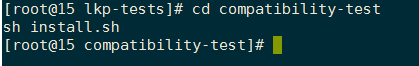 [root@15 lkp-tests]# cd compatibility-test
sh install.sh
[root@15 compatibility-test]#